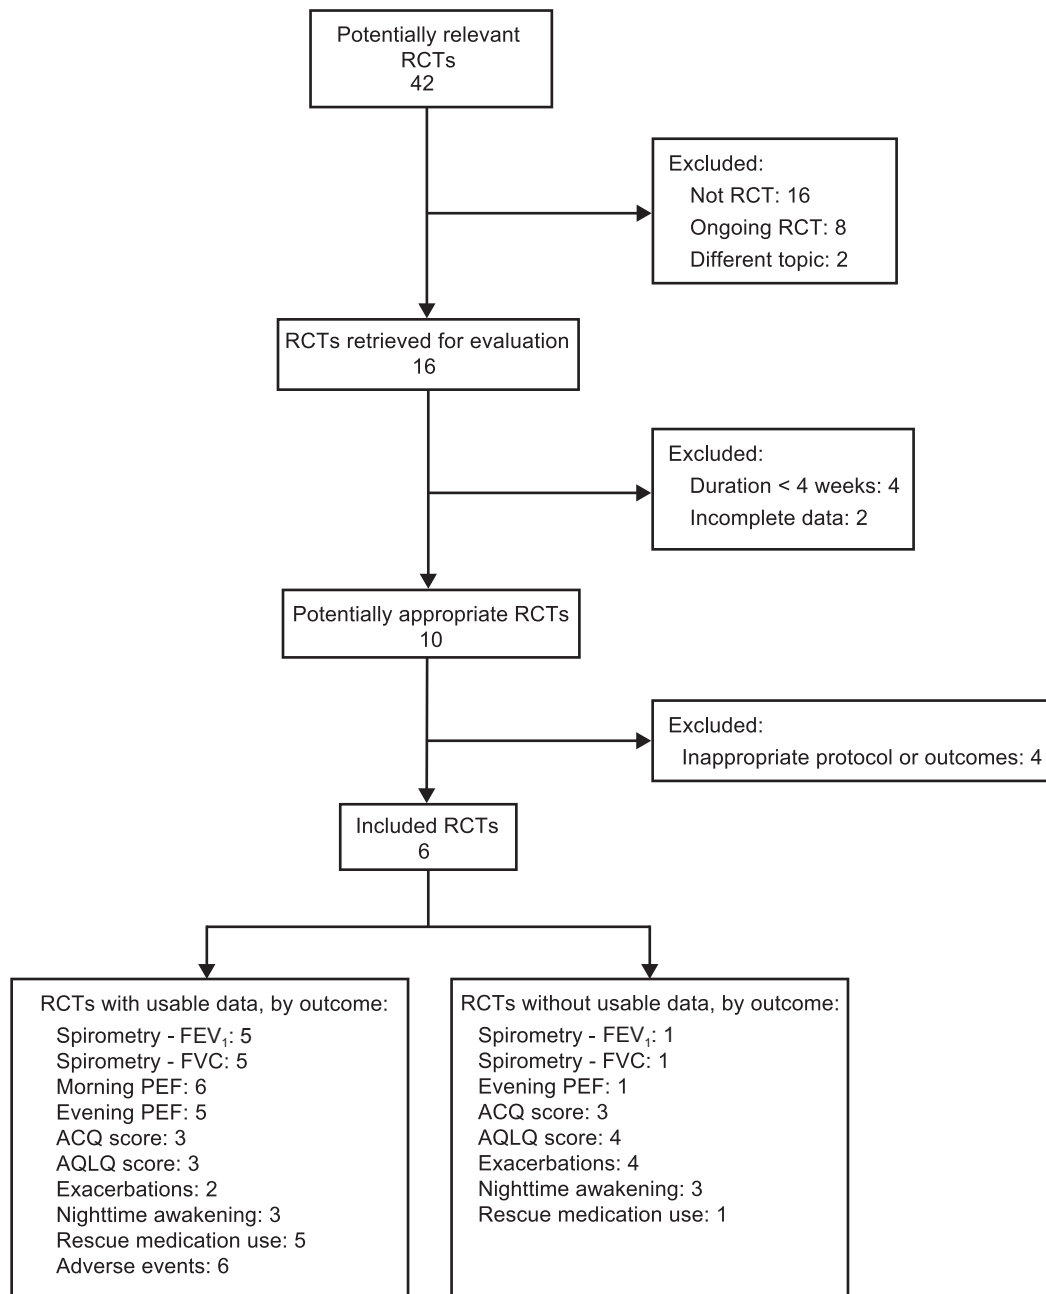 Potentially relevant
RCTs
42
Excluded:
Not RCT: 16
Ongoing RCT: 8
Different topic: 2
RCTs retrieved for evaluation
16
Excluded:
Duration < 4 weeks: 4
Incomplete data: 2
Potentially appropriate RCTs
10
Excluded:
Inappropriate protocol or outcomes: 4
Included RCTs
6
RCTs with usable data, by outcome:
Spirometry - FEV₁: 5
Spirometry - FVC: 5
Morning PEF: 6
Evening PEF: 5
ACQ score: 3
AQLQ score: 3
Exacerbations: 2
Nighttime awakening: 3
Rescue medication use: 5
Adverse events: 6
RCTs without usable data, by outcome:
Spirometry - FEV₁: 1
Spirometry - FVC: 1
Evening PEF: 1
ACQ score: 3
AQLQ score: 4
Exacerbations: 4
Nighttime awakening: 3
Rescue medication use: 1